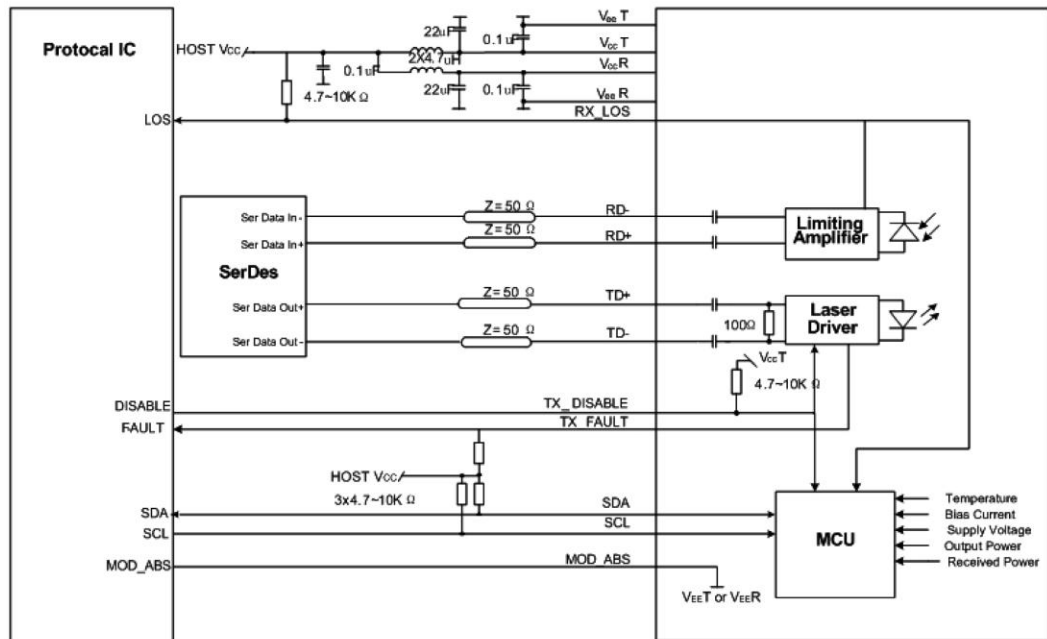 Protocal IC
HOST Vcc
22uF
0.1uF
VeeT
VccT
2X4.7uH
0.1uF
VccR
4.7~10K Ω
22uF
0.1uF
VeeR
LOS
RX_LOS
Z=50 Ω
RD-
Ser Data In -
Z=50 Ω
RD+
Ser Data In+
Limiting
Amplifier
SerDes
Z=50 Ω
TD+
Ser Data Out+
Laser
Driver
100Ω
Z=50 Ω
TD-
Ser Data Out -
VccT
4.7~10K Ω
DISABLE
TX_DISABLE
FAULT
TX_FAULT
HOST Vcc
3x4.7~10K Ω
SDA
SDA
SCL
SCL
MCU
Temperature
Bias Current
Supply Voltage
Output Power
Received Power
MOD_ABS
MOD_ABS
VEET or VEER